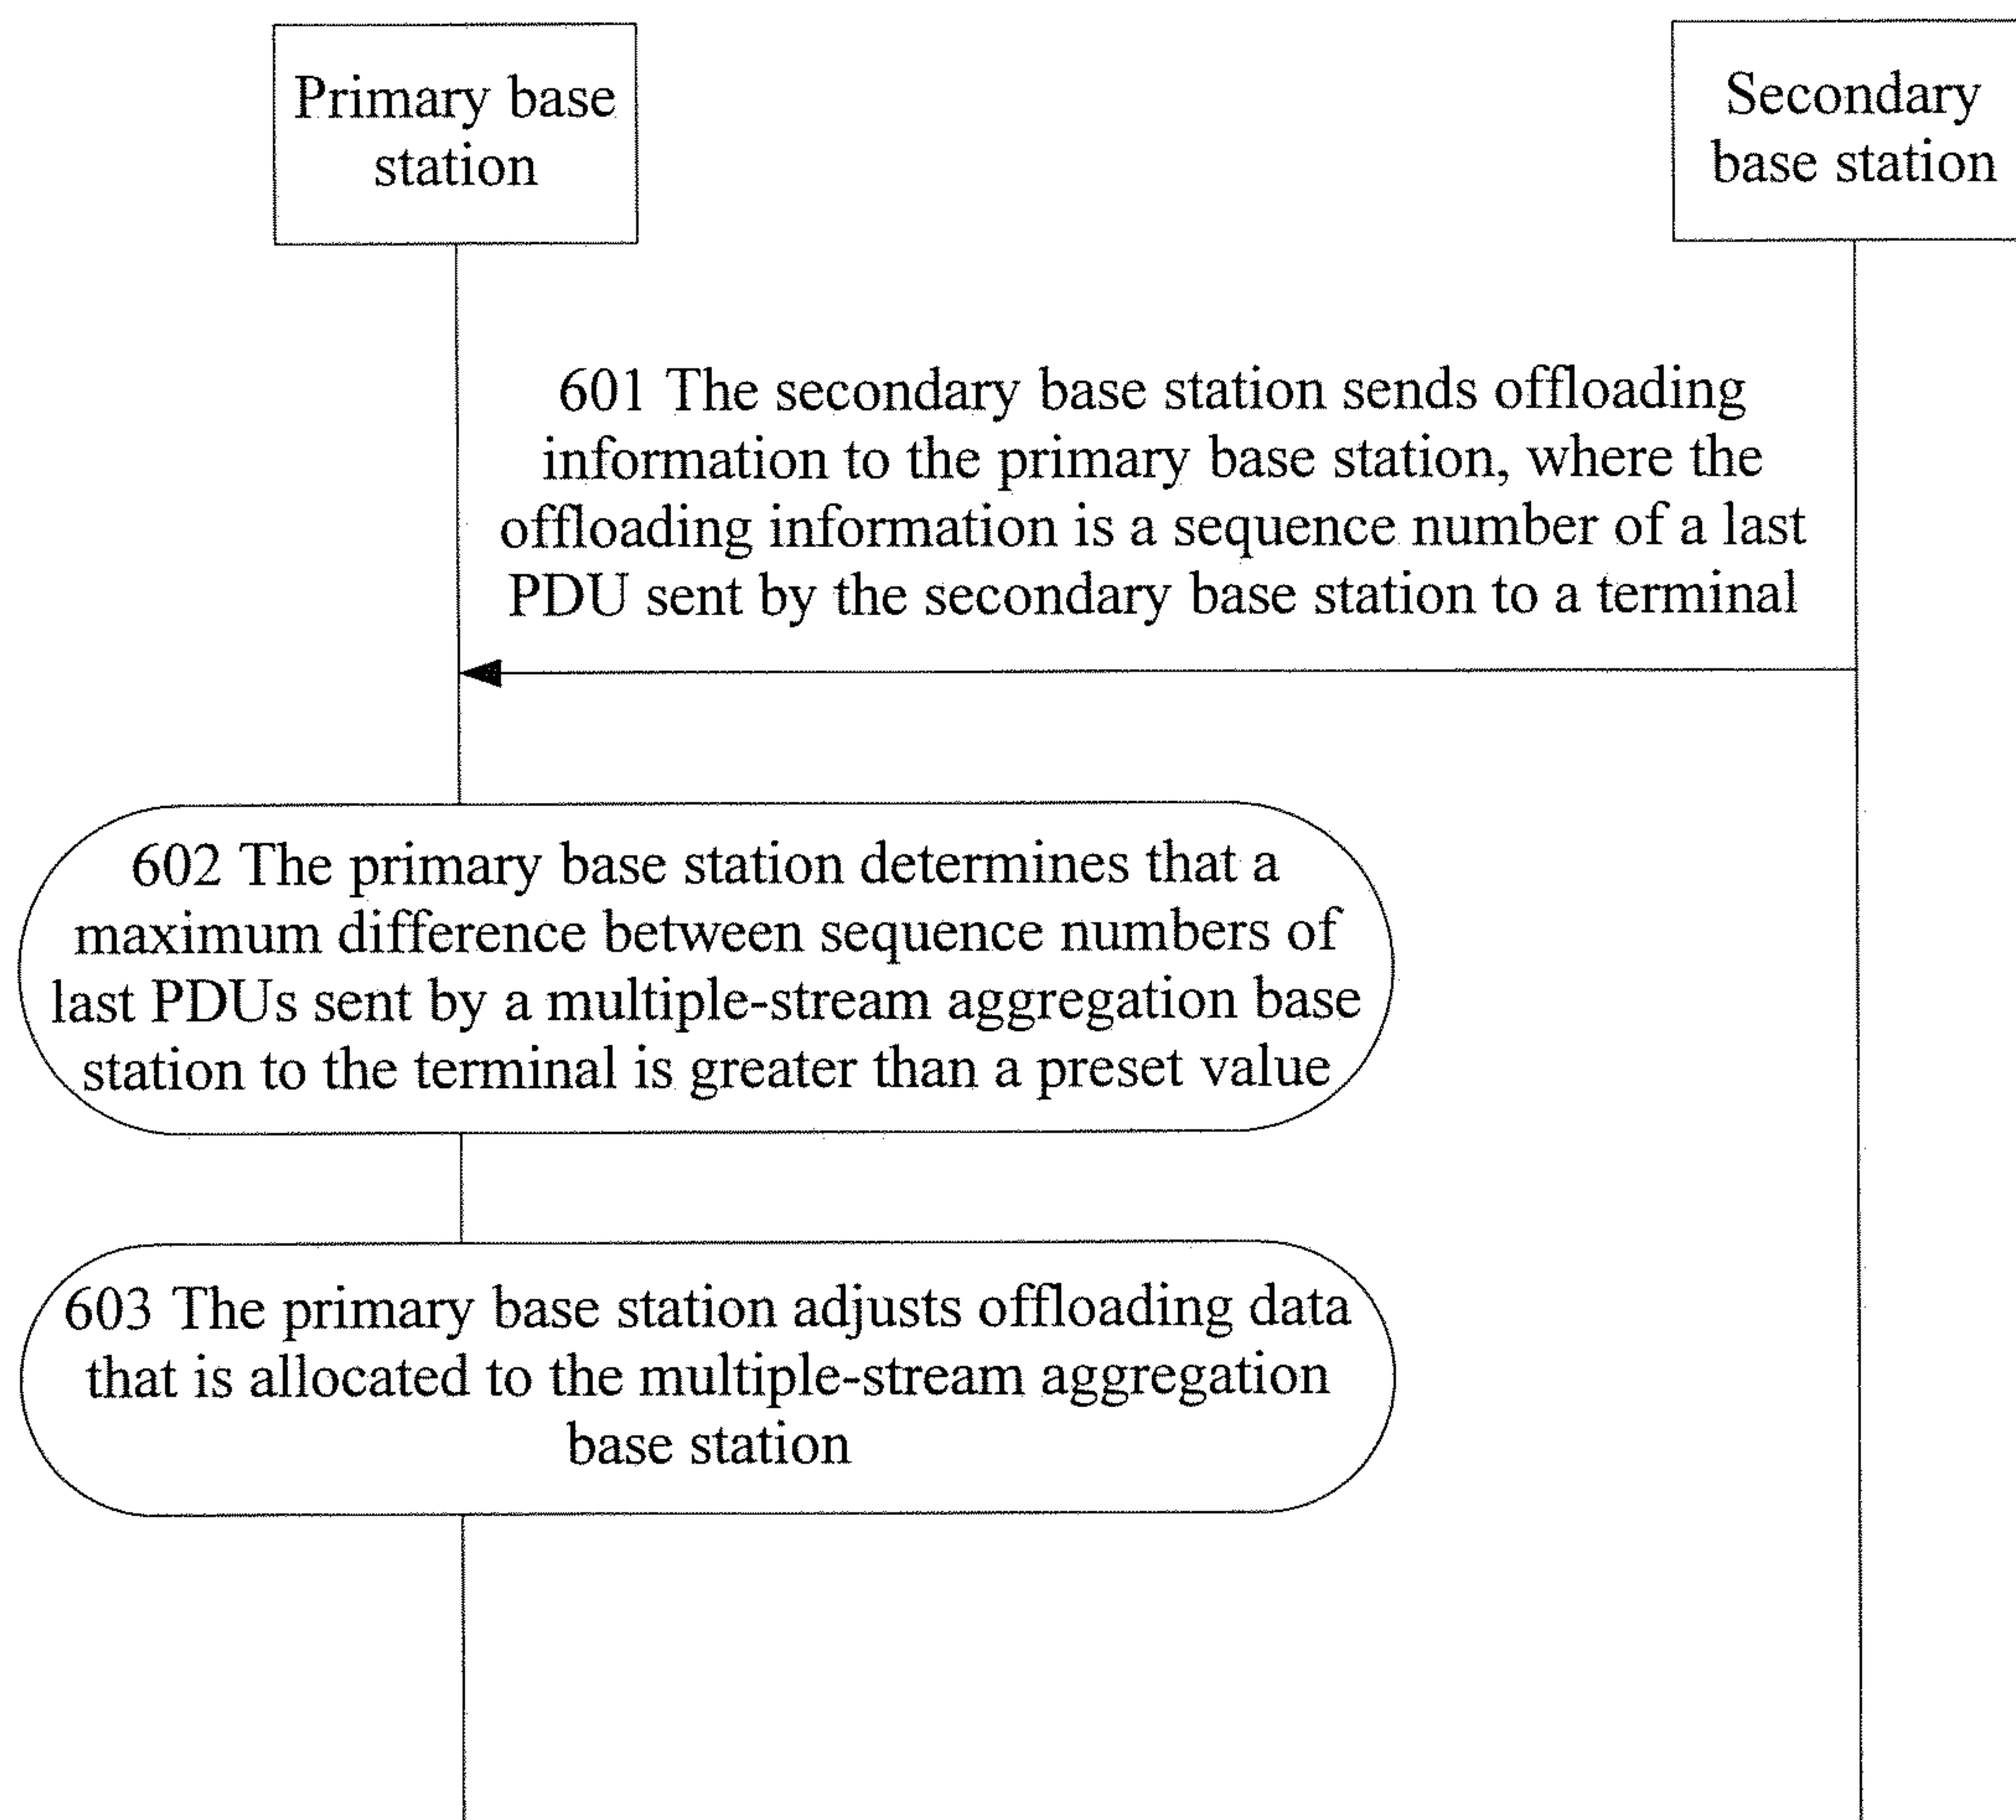 Primary base
station
Secondary
base station
601 The secondary base station sends offloading
information to the primary base station, where the
offloading information is a sequence number of a last
PDU sent by the secondary base station to a terminal
602 The primary base station determines that a
maximum difference between sequence numbers of
last PDUs sent by a multiple-stream aggregation base
station to the terminal is greater than a preset value
603 The primary base station adjusts offloading data
that is allocated to the multiple-stream aggregation
base station